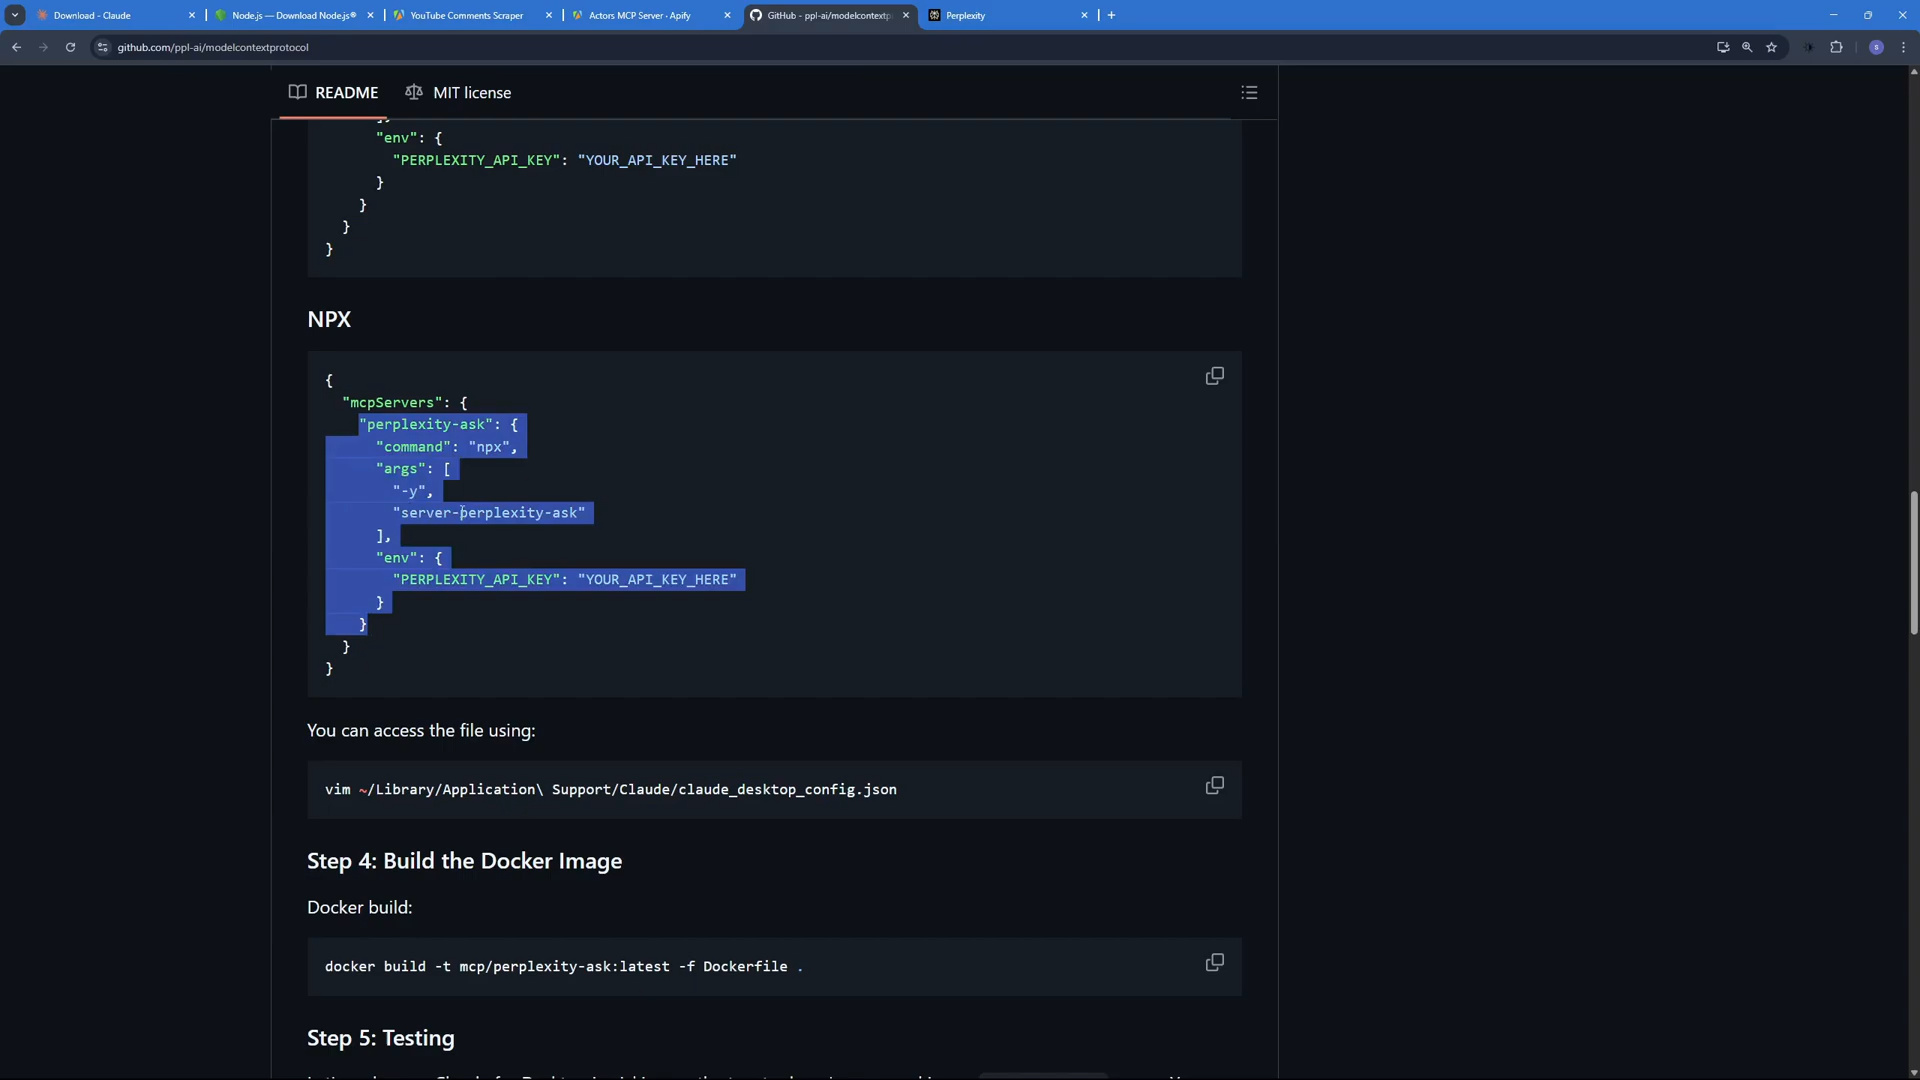 Download - Claude
Node.js — Download Node.js®
YouTube Comments Scraper
Actors MCP Server · Apify
GitHub - ppl-ai/modelcontextp
Perplexity
github.com/ppl-ai/modelcontextprotocol
S
README
MIT license
],
"env": {
"PERPLEXITY_API_KEY": "YOUR_API_KEY_HERE"
}
}
}
}
NPX
{
"mcpServers": {
"perplexity-ask": {
"command": "npx",
"args": [
"-y",
"server-perplexity-ask"
],
"env": {
"PERPLEXITY_API_KEY": "YOUR_API_KEY_HERE"
}
}
}
}
You can access the file using:
vim ~/Library/Application\ Support/Claude/claude_desktop_config.json
Step 4: Build the Docker Image
Docker build:
docker build -t mcp/perplexity-ask:latest -f Dockerfile .
Step 5: Testing